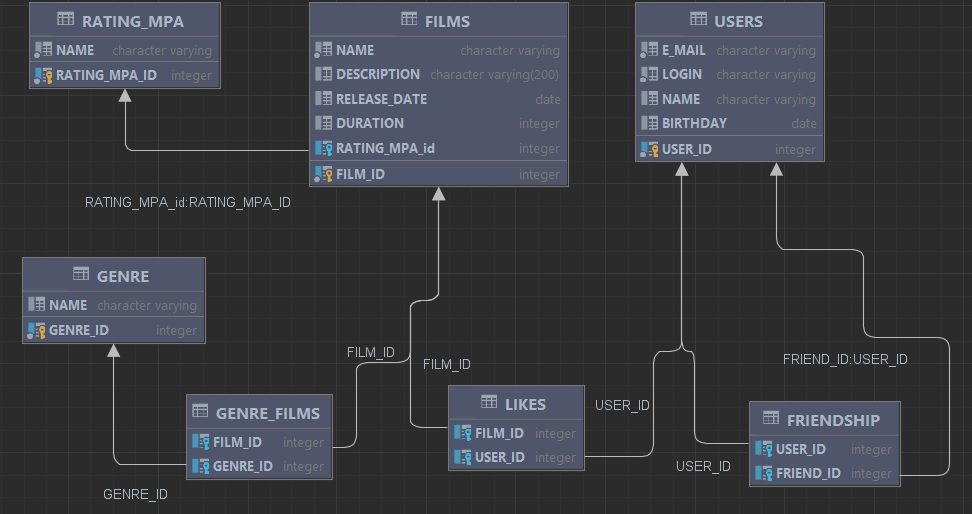 RATING_MPA
NAME character varying
RATING_MPA_ID integer
FILMS
NAME character varying
DESCRIPTION character varying(200)
RELEASE_DATE date
DURATION integer
RATING_MPA_id integer
FILM_ID integer
USERS
E_MAIL character varying
LOGIN character varying
NAME character varying
BIRTHDAY date
USER_ID integer
RATING_MPA_id:RATING_MPA_ID
GENRE
NAME character varying
GENRE_ID integer
FILM_ID
FILM_ID
FRIEND_ID:USER_ID
GENRE_FILMS
FILM_ID integer
GENRE_ID integer
LIKES
FILM_ID integer
USER_ID integer
USER_ID
FRIENDSHIP
USER_ID integer
FRIEND_ID integer
USER_ID
GENRE_ID